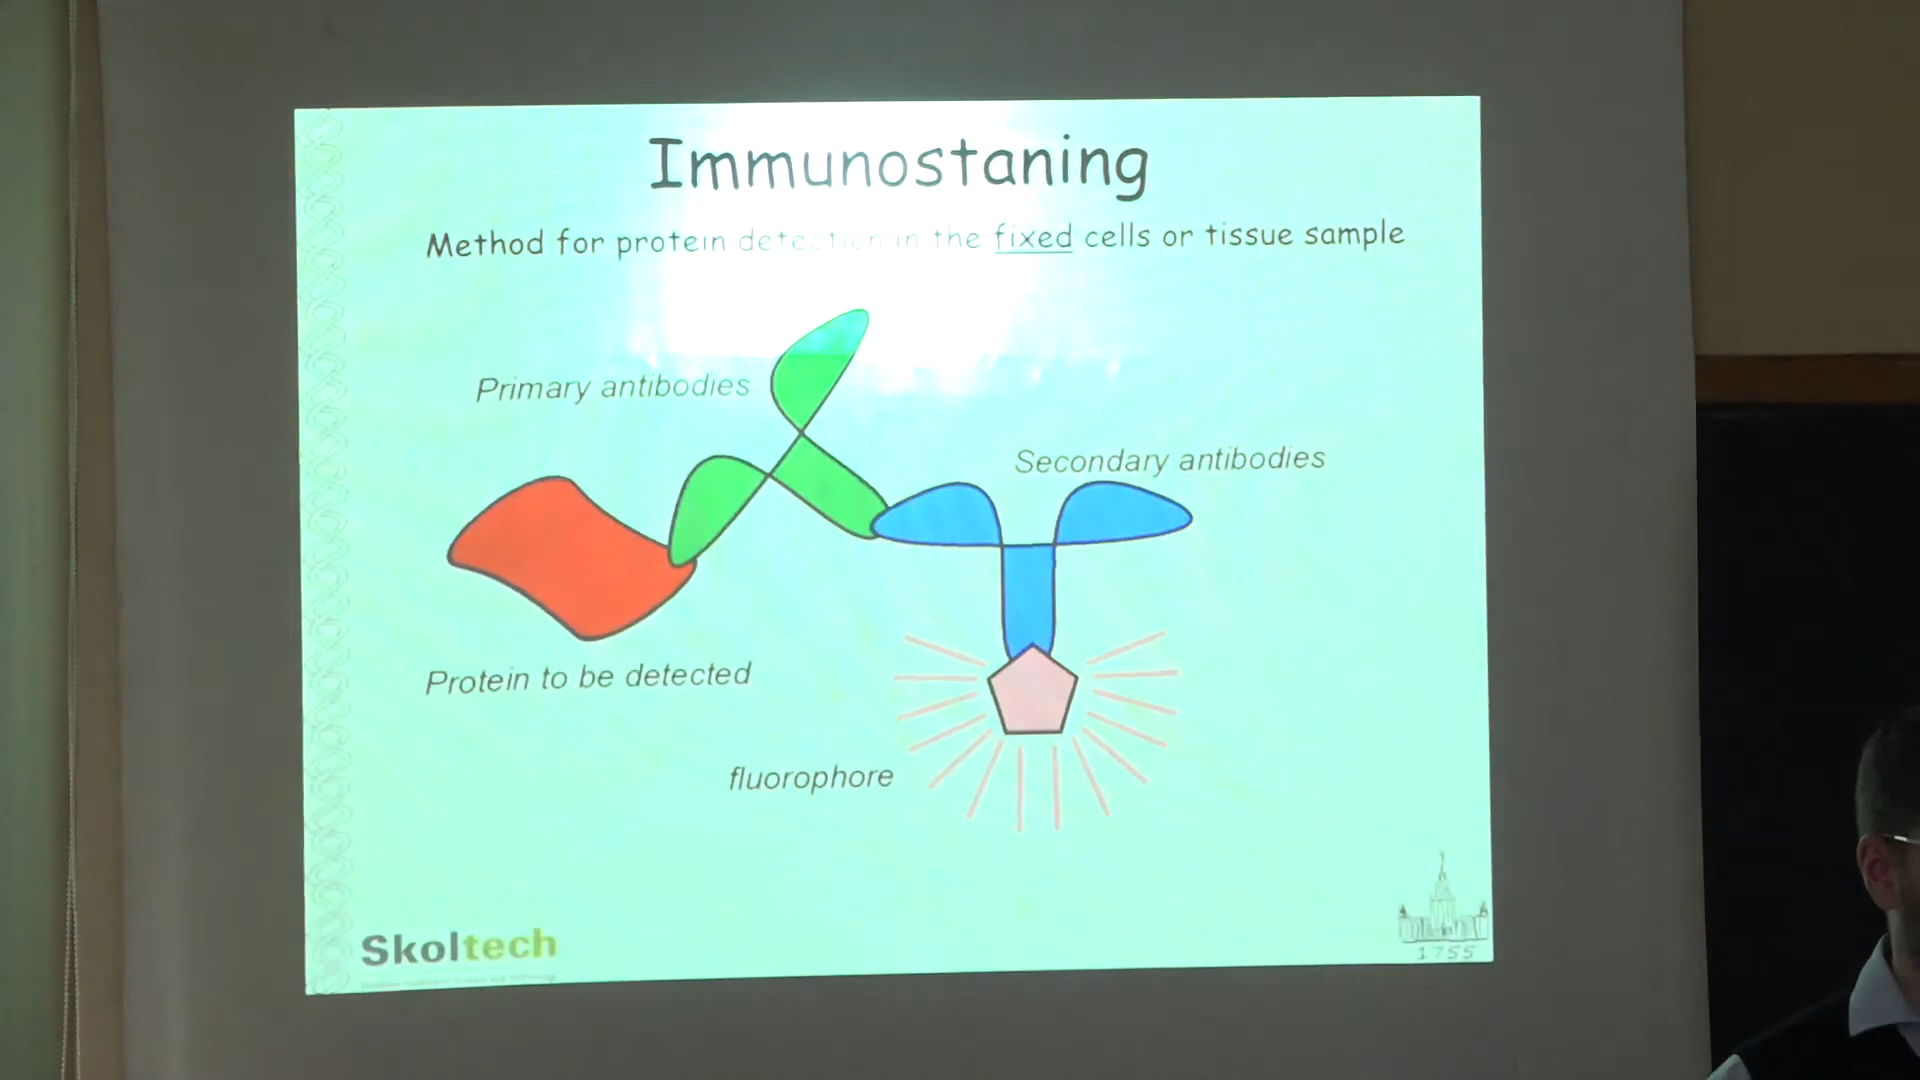 Immunostaning
Method for protein detection in the fixed cells or tissue sample
Primary antibodies
Secondary antibodies
Protein to be detected
fluorophore
Skoltech
1755